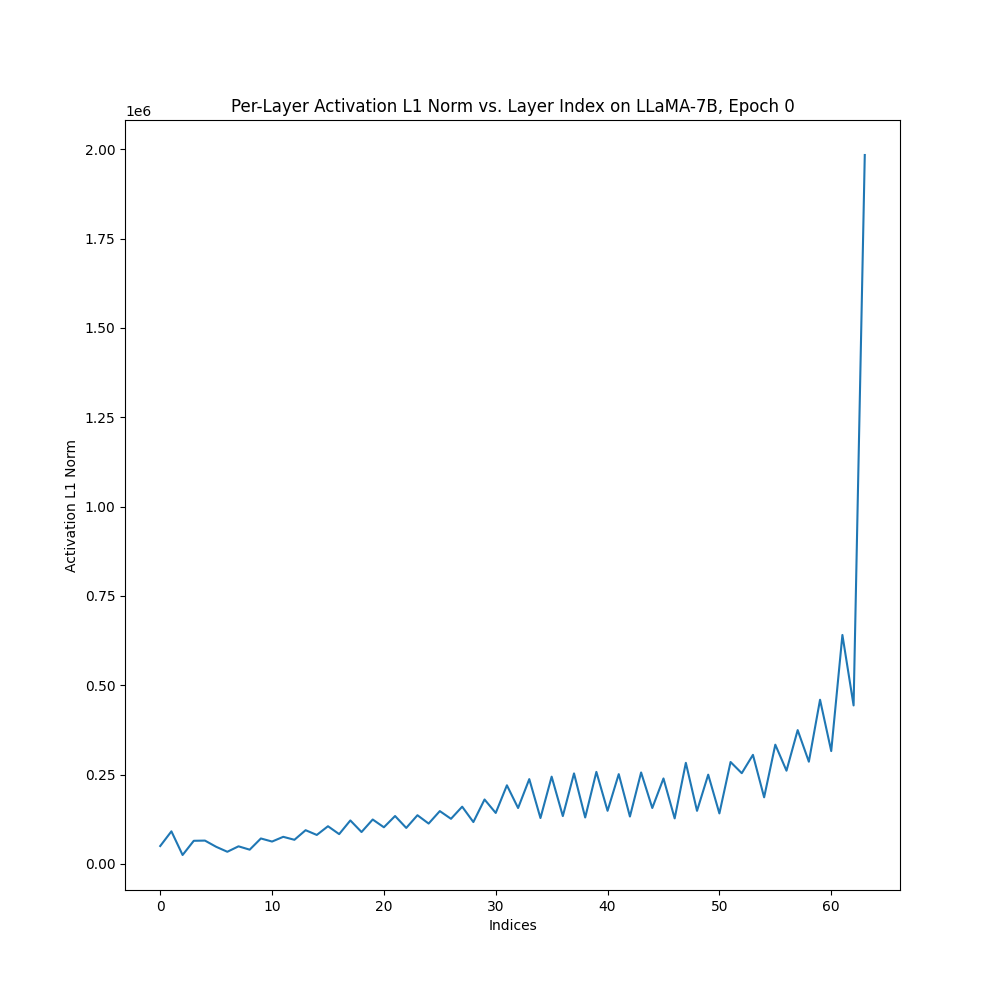 Per-Layer Activation L1 Norm vs. Layer Index on LLaMA-7B, Epoch 0
1e6
2.00
1.75
1.50
1.25
1.00
0.75
0.50
0.25
0.00
Activation L1 Norm
0 10 20 30 40 50 60
Indices